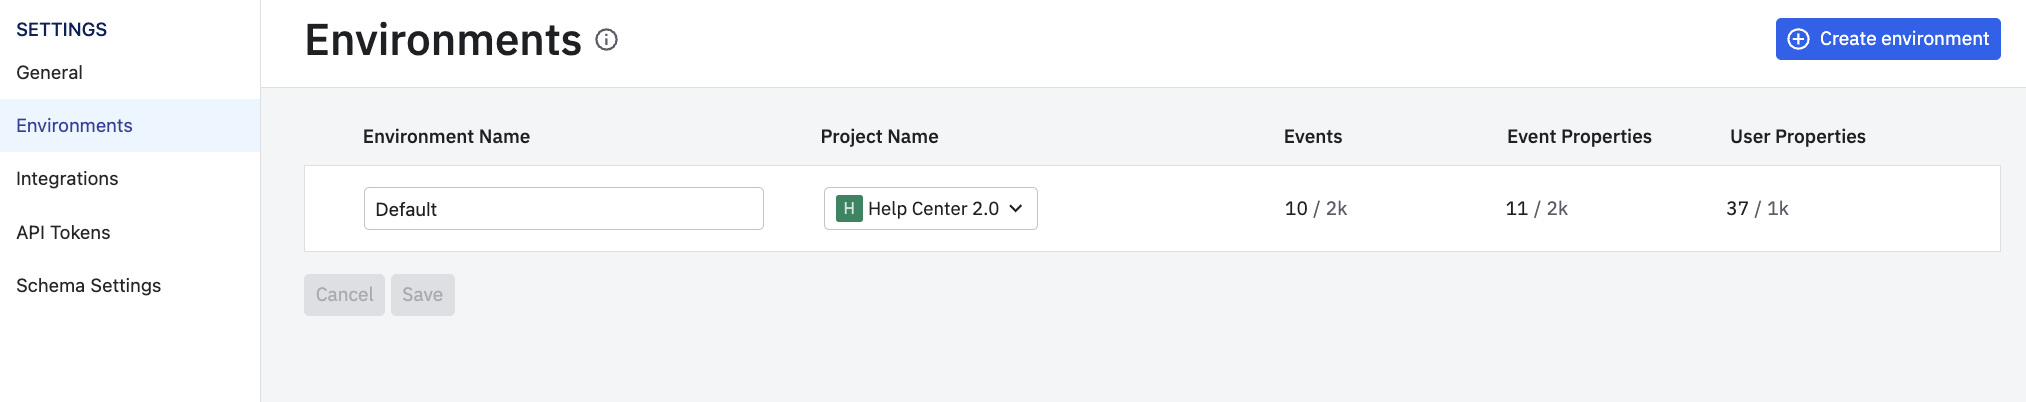 SETTINGS
General
Environments
Integrations
API Tokens
Schema Settings
Environments
Create environment
Environment Name Project Name Events Event Properties User Properties
Default H Help Center 2.0 10 / 2k 11 / 2k 37 / 1k
Cancel Save